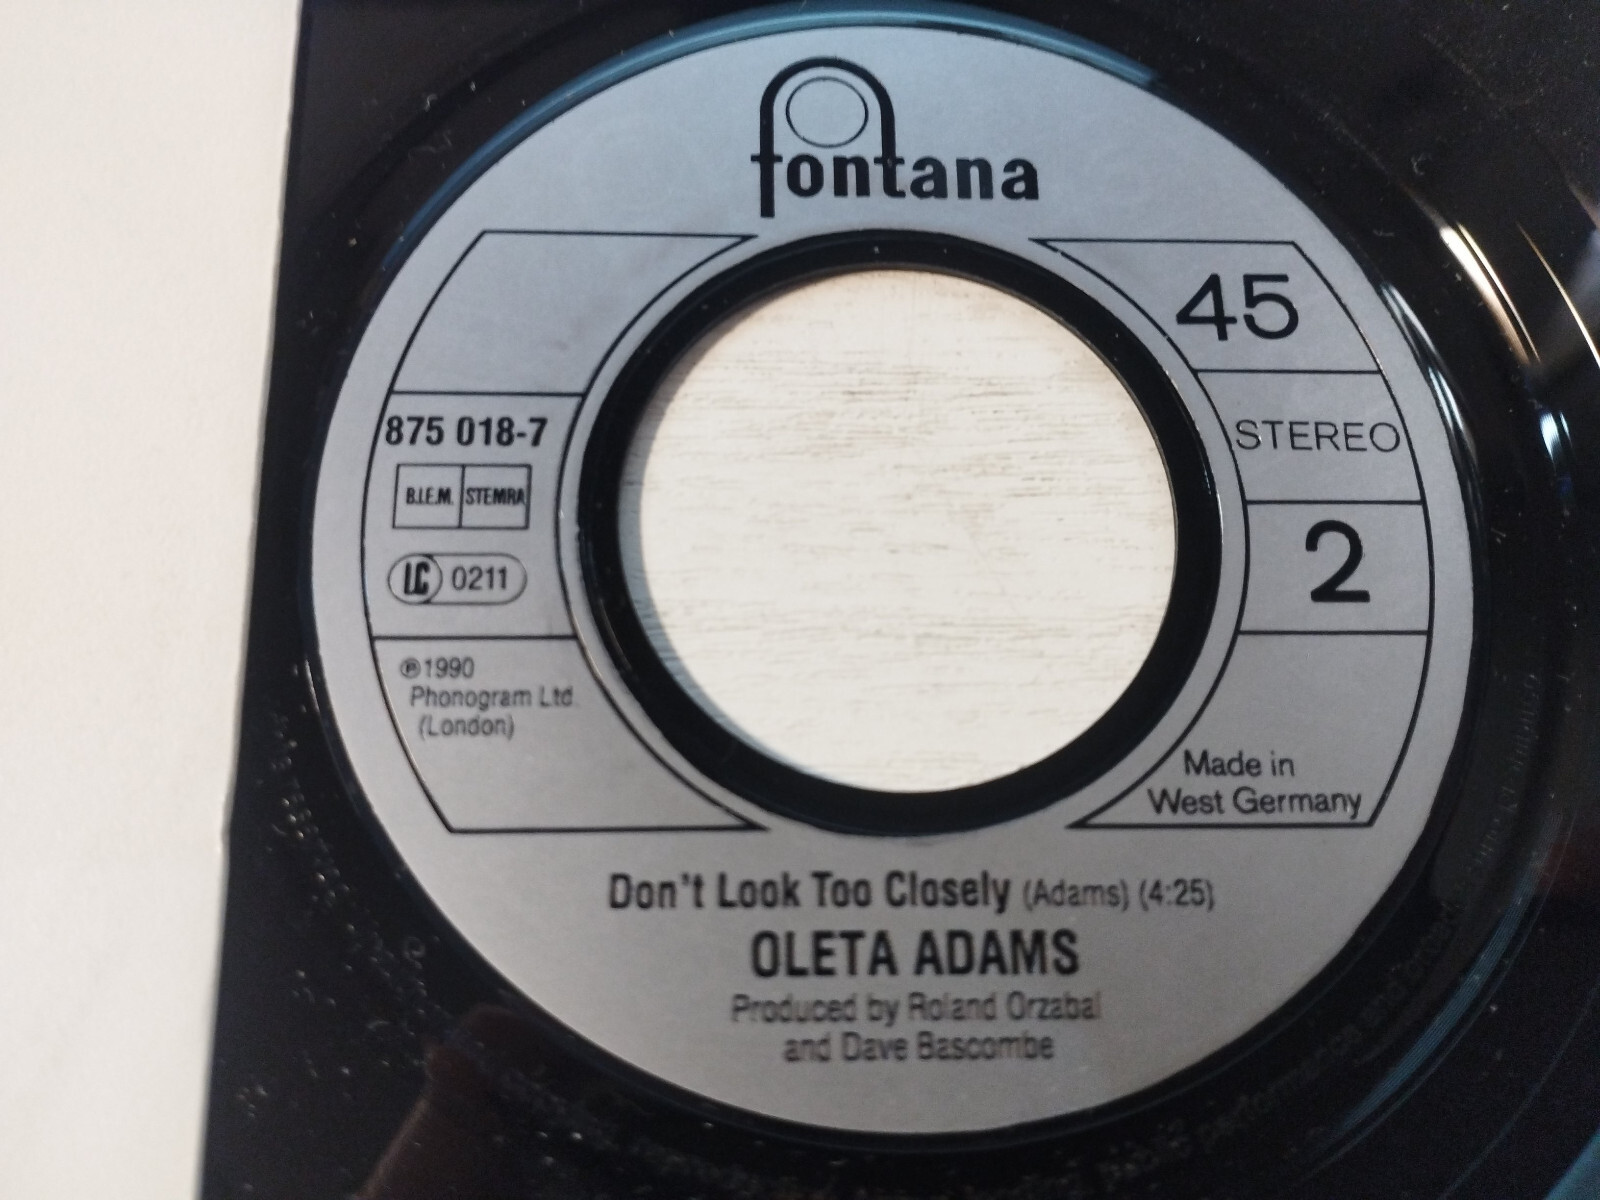 fontana
45
875 018-7
STEREO
B.I.E.M. STEMRA
LC 0211
2
℗ 1990
Phonogram Ltd.
(London)
Made in
West Germany
Don't Look Too Closely (Adams) (4:25)
OLETA ADAMS
Produced by Roland Orzabal
and Dave Bascombe